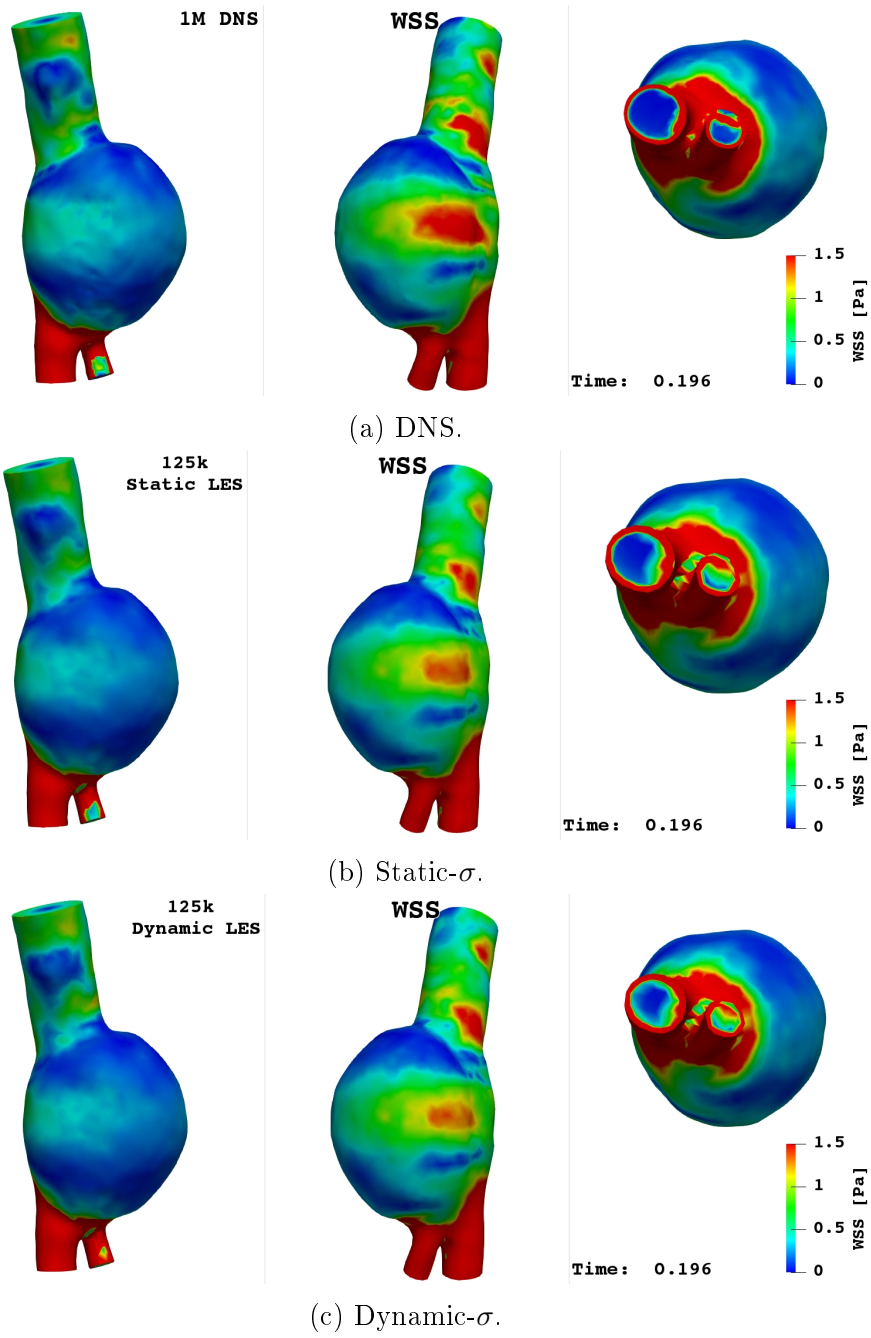 1M DNS
WSS
1.5
1
0.5
0
WSS [Pa]
Time: 0.196
(a) DNS.
125k
Static LES
WSS
1.5
1
0.5
0
WSS [Pa]
Time: 0.196
(b) Static-σ.
125k
Dynamic LES
WSS
1.5
1
0.5
0
WSS [Pa]
Time: 0.196
(c) Dynamic-σ.